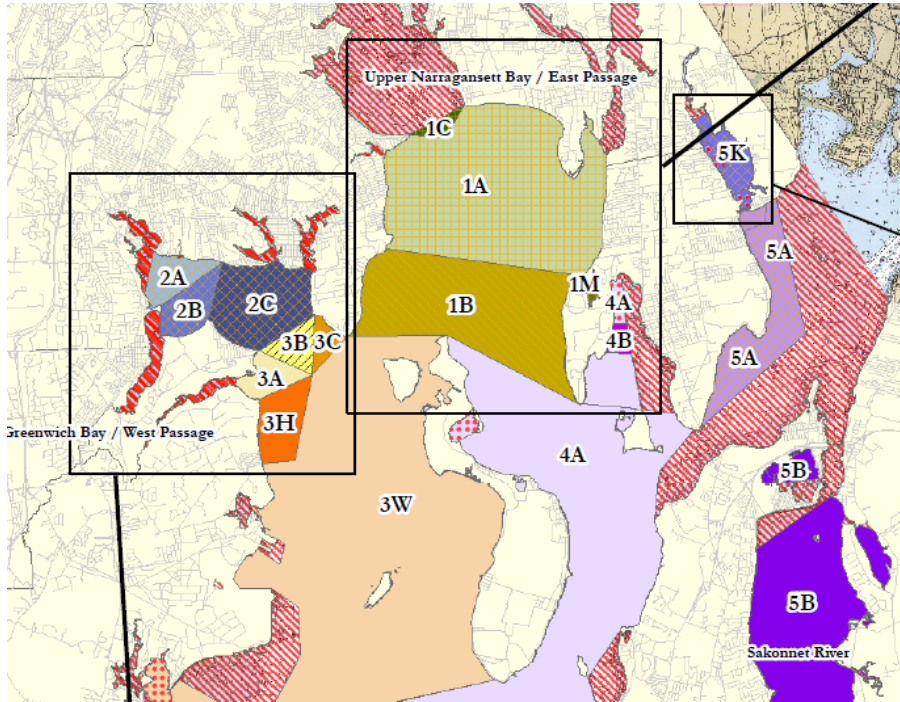 Upper Narragansett Bay / East Passage
1C
5K
1A
5A
2A
1M
2B
2C
1B
4A
3B
3C
4B
5A
3A
3H
Greenwich Bay / West Passage
4A
5B
3W
5B
Sakonnet River